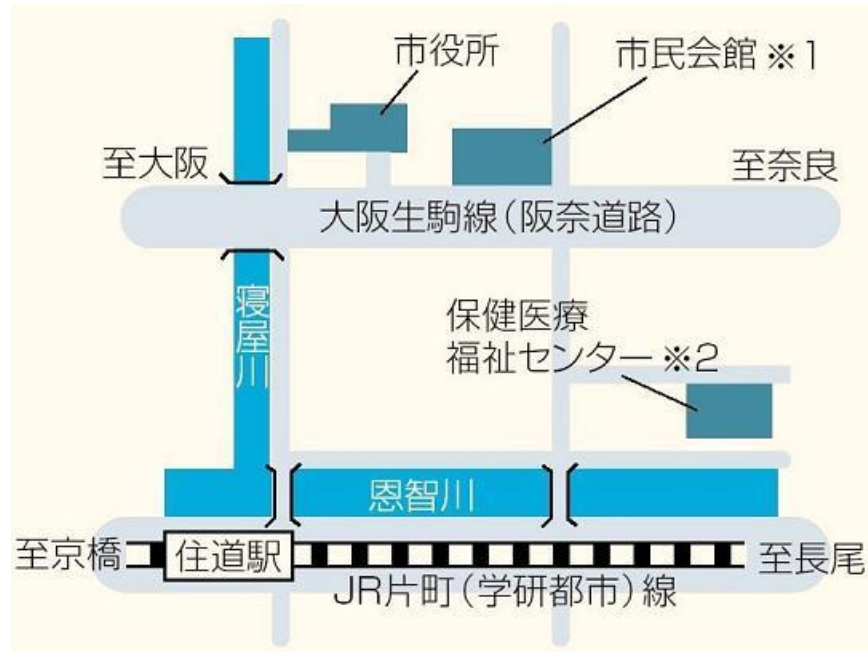 市役所
市民会館 ※1
至大阪
至奈良
大阪生駒線(阪奈道路)
寝屋川
保健医療
福祉センター ※2
恩智川
至京橋
住道駅
至長尾
JR片町(学研都市)線